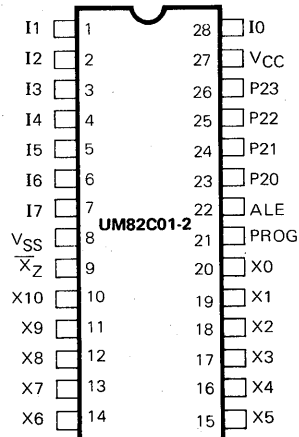 I1 1 28 I0
I2 2 27 VCC
I3 3 26 P23
I4 4 25 P22
I5 5 24 P21
I6 6 23 P20
I7 7 22 ALE
VSS 8 UM82C01-2 21 PROG
X̅Z 9 20 X0
X10 10 19 X1
X9 11 18 X2
X8 12 17 X3
X7 13 16 X4
X6 14 15 X5